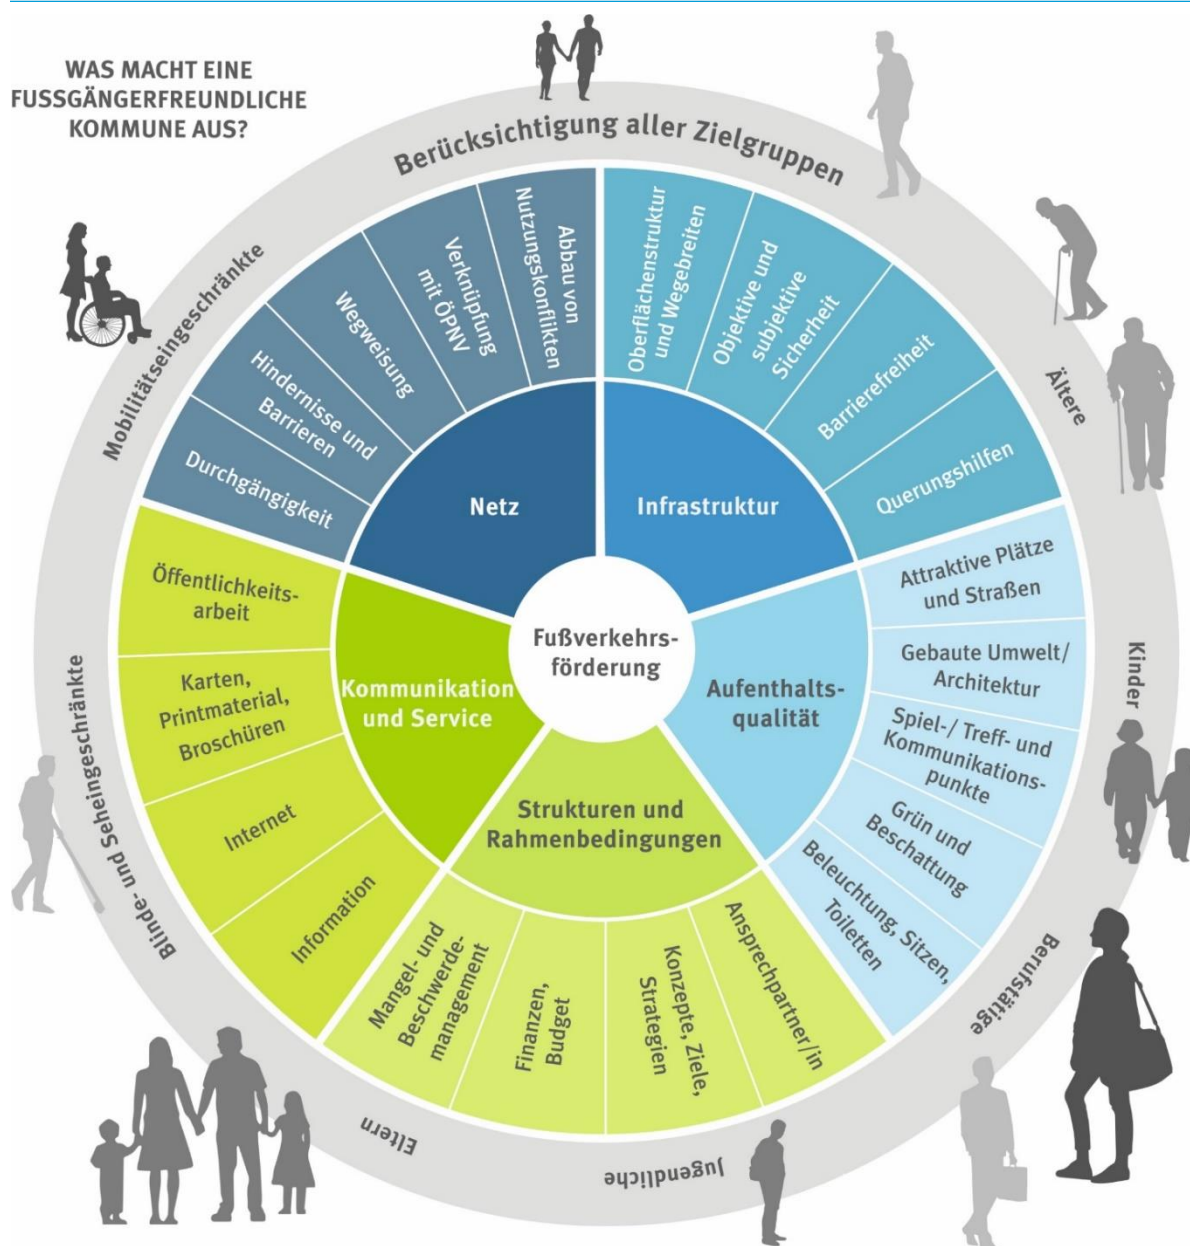 WAS MACHT EINE
FUSSGÄNGERFREUNDLICHE
KOMMUNE AUS?
Berücksichtigung aller Zielgruppen
Ältere
Kinder
Berufstätige
Jugendliche
Eltern
Blinde- und Seheingeschränkte
Mobilitätseingeschränkte
Fußverkehrs-
förderung
Netz
Durchgängigkeit
Hindernisse und
Barrieren
Wegweisung
Verknüpfung
mit ÖPNV
Abbau von
Nutzungskonflikten
Infrastruktur
Oberflächenstruktur
und Wegebreiten
Objektive und
subjektive
Sicherheit
Barrierefreiheit
Querungshilfen
Aufenthalts-
qualität
Attraktive Plätze
und Straßen
Gebaute Umwelt/
Architektur
Spiel-/ Treff- und
Kommunikations-
punkte
Grün und
Beschattung
Beleuchtung, Sitzen,
Toiletten
Strukturen und
Rahmenbedingungen
Ansprechpartner/in
Konzepte, Ziele,
Strategien
Finanzen,
Budget
Mangel- und
Beschwerde-
management
Kommunikation
und Service
Information
Internet
Karten,
Printmaterial,
Broschüren
Öffentlichkeits-
arbeit